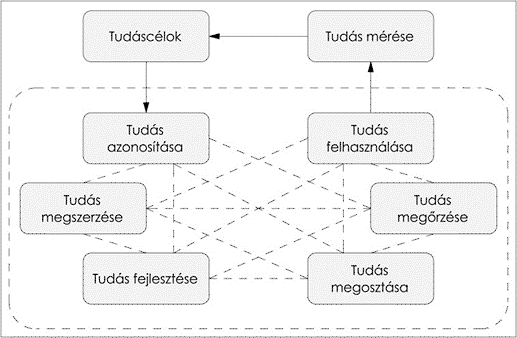 Tudáscélok
Tudás mérése
Tudás
azonosítása
Tudás
felhasználása
Tudás
megszerzése
Tudás
megőrzése
Tudás fejlesztése
Tudás
megosztása